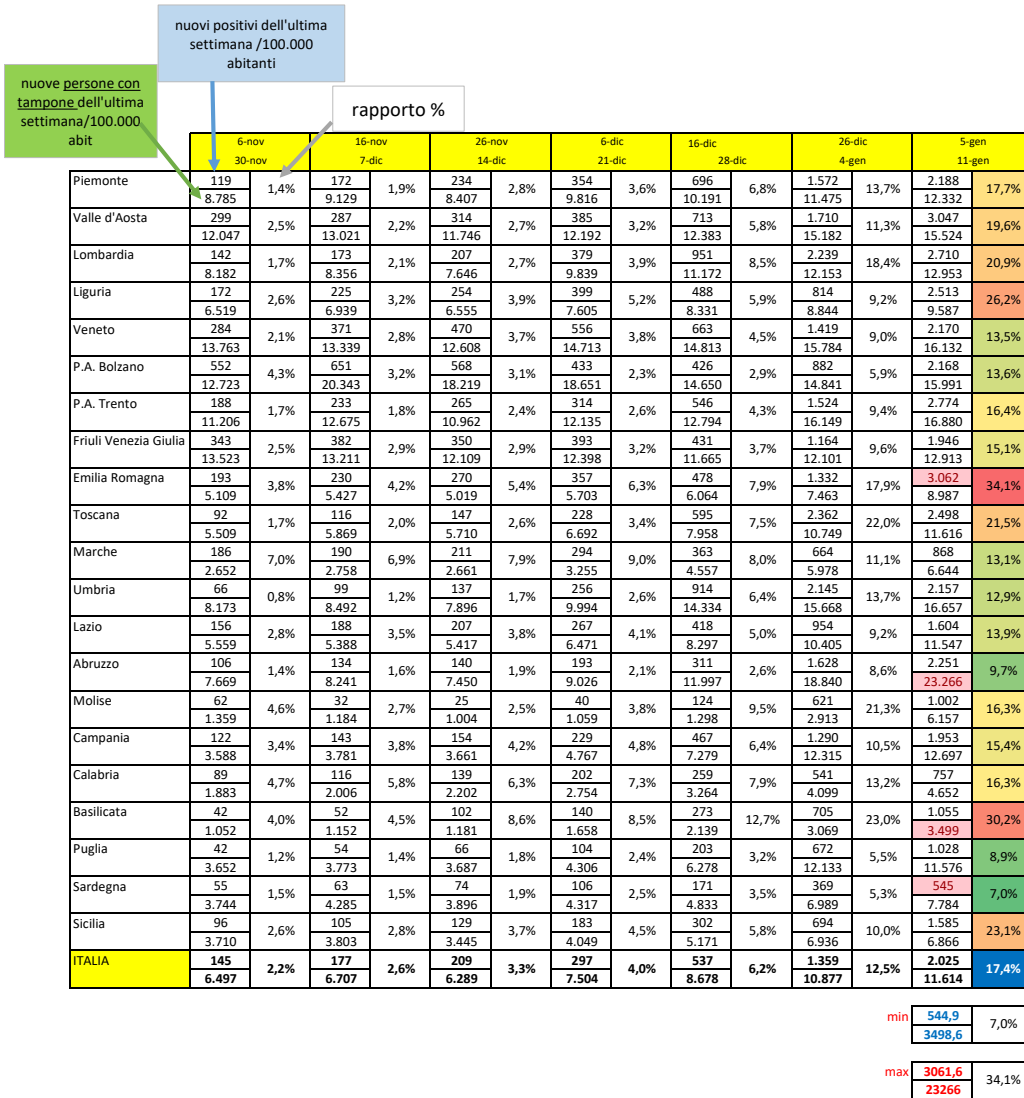 nuovi positivi dell'ultima
settimana /100.000
abitanti
nuove persone con
tampone dell'ultima
settimana/100.000
abit
rapporto %
6-nov 16-nov 26-nov 6-dic 16-dic 26-dic 5-gen
30-nov 7-dic 14-dic 21-dic 28-dic 4-gen 11-gen
Piemonte 119 1,4% 172 1,9% 234 2,8% 354 3,6% 696 6,8% 1.572 13,7% 2.188 17,7%
8.785 9.129 8.407 9.816 10.191 11.475 12.332
Valle d'Aosta 299 2,5% 287 2,2% 314 2,7% 385 3,2% 713 5,8% 1.710 11,3% 3.047 19,6%
12.047 13.021 11.746 12.192 12.383 15.182 15.524
Lombardia 142 1,7% 173 2,1% 207 2,7% 379 3,9% 951 8,5% 2.239 18,4% 2.710 20,9%
8.182 8.356 7.646 9.839 11.172 12.153 12.953
Liguria 172 2,6% 225 3,2% 254 3,9% 399 5,2% 488 5,9% 814 9,2% 2.513 26,2%
6.519 6.939 6.555 7.605 8.331 8.844 9.587
Veneto 284 2,1% 371 2,8% 470 3,7% 556 3,8% 663 4,5% 1.419 9,0% 2.170 13,5%
13.763 13.339 12.608 14.713 14.813 15.784 16.132
P.A. Bolzano 552 4,3% 651 3,2% 568 3,1% 433 2,3% 426 2,9% 882 5,9% 2.168 13,6%
12.723 20.343 18.219 18.651 14.650 14.841 15.991
P.A. Trento 188 1,7% 233 1,8% 265 2,4% 314 2,6% 546 4,3% 1.524 9,4% 2.774 16,4%
11.206 12.675 10.962 12.135 12.794 16.149 16.880
Friuli Venezia Giulia 343 2,5% 382 2,9% 350 2,9% 393 3,2% 431 3,7% 1.164 9,6% 1.946 15,1%
13.523 13.211 12.109 12.398 11.665 12.101 12.913
Emilia Romagna 193 3,8% 230 4,2% 270 5,4% 357 6,3% 478 7,9% 1.332 17,9% 3.062 34,1%
5.109 5.427 5.019 5.703 6.064 7.463 8.987
Toscana 92 1,7% 116 2,0% 147 2,6% 228 3,4% 595 7,5% 2.362 22,0% 2.498 21,5%
5.509 5.869 5.710 6.692 7.958 10.749 11.616
Marche 186 7,0% 190 6,9% 211 7,9% 294 9,0% 363 8,0% 664 11,1% 868 13,1%
2.652 2.758 2.661 3.255 4.557 5.978 6.644
Umbria 66 0,8% 99 1,2% 137 1,7% 256 2,6% 914 6,4% 2.145 13,7% 2.157 12,9%
8.173 8.492 7.896 9.994 14.334 15.668 16.657
Lazio 156 2,8% 188 3,5% 207 3,8% 267 4,1% 418 5,0% 954 9,2% 1.604 13,9%
5.559 5.388 5.417 6.471 8.297 10.405 11.547
Abruzzo 106 1,4% 134 1,6% 140 1,9% 193 2,1% 311 2,6% 1.628 8,6% 2.251 9,7%
7.669 8.241 7.450 9.026 11.997 18.840 23.266
Molise 62 4,6% 32 2,7% 25 2,5% 40 3,8% 124 9,5% 621 21,3% 1.002 16,3%
1.359 1.184 1.004 1.059 1.298 2.913 6.157
Campania 122 3,4% 143 3,8% 154 4,2% 229 4,8% 467 6,4% 1.290 10,5% 1.953 15,4%
3.588 3.781 3.661 4.767 7.279 12.315 12.697
Calabria 89 4,7% 116 5,8% 139 6,3% 202 7,3% 259 7,9% 541 13,2% 757 16,3%
1.883 2.006 2.202 2.754 3.264 4.099 4.652
Basilicata 42 4,0% 52 4,5% 102 8,6% 140 8,5% 273 12,7% 705 23,0% 1.055 30,2%
1.052 1.152 1.181 1.658 2.139 3.069 3.499
Puglia 42 1,2% 54 1,4% 66 1,8% 104 2,4% 203 3,2% 672 5,5% 1.028 8,9%
3.652 3.773 3.687 4.306 6.278 12.133 11.576
Sardegna 55 1,5% 63 1,5% 74 1,9% 106 2,5% 171 3,5% 369 5,3% 545 7,0%
3.744 4.285 3.896 4.317 4.833 6.989 7.784
Sicilia 96 2,6% 105 2,8% 129 3,7% 183 4,5% 302 5,8% 694 10,0% 1.585 23,1%
3.710 3.803 3.445 4.049 5.171 6.936 6.866
ITALIA 145 2,2% 177 2,6% 209 3,3% 297 4,0% 537 6,2% 1.359 12,5% 2.025 17,4%
6.497 6.707 6.289 7.504 8.678 10.877 11.614
min 544,9 7,0%
3498,6
max 3061,6 34,1%
23266